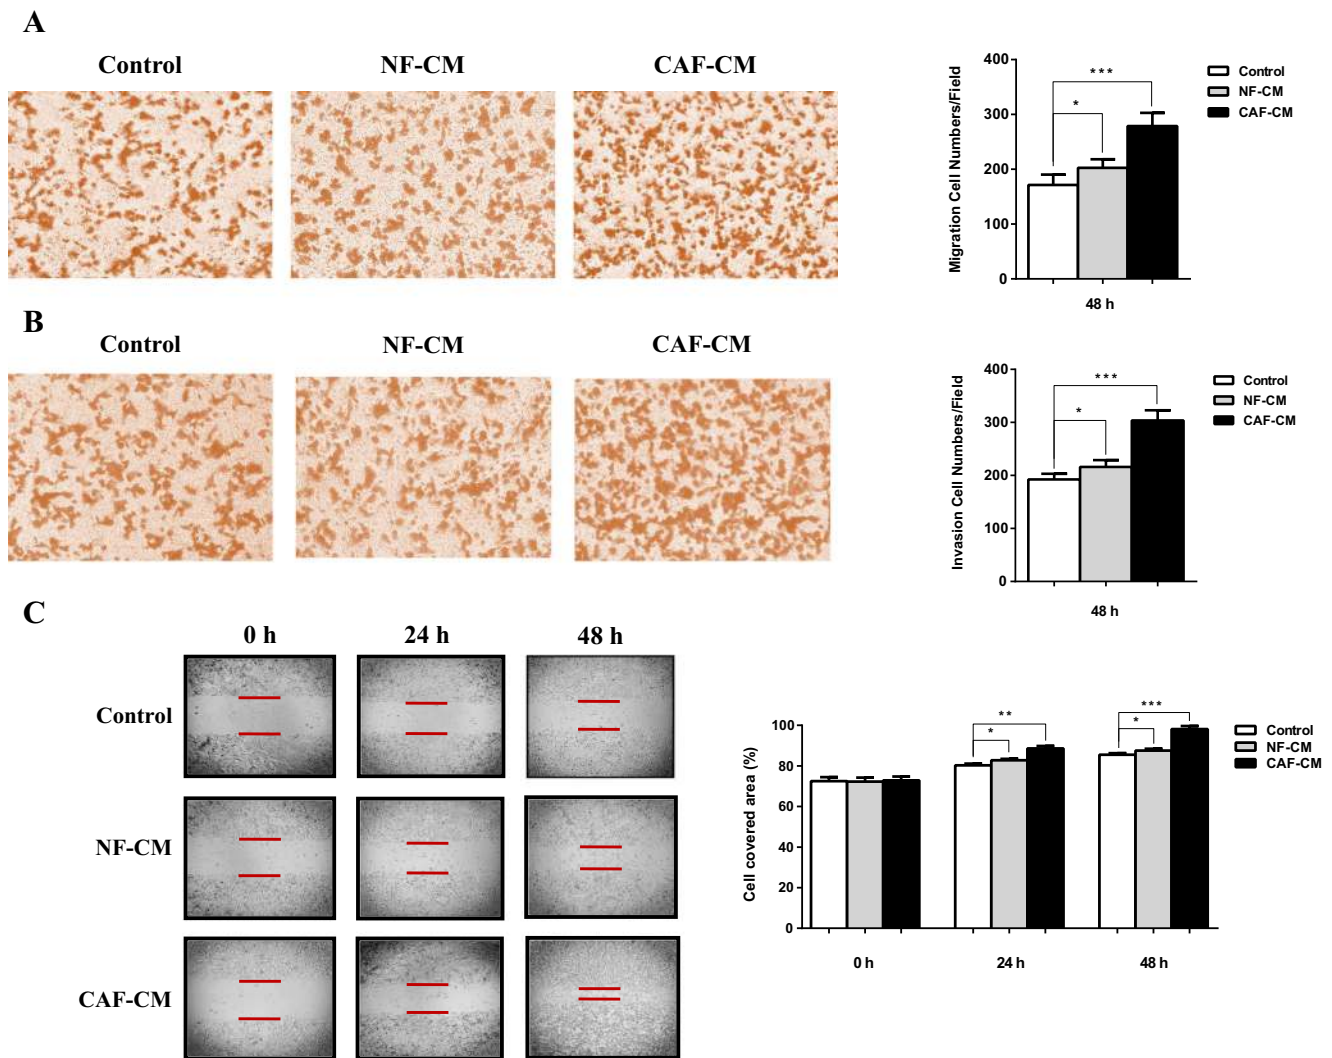 A
Control NF-CM CAF-CM
Migration Cell Numbers/Field
400
300
200
100
0
***
*
48 h
Control
NF-CM
CAF-CM
B
Control NF-CM CAF-CM
Invasion Cell Numbers/Field
400
300
200
100
0
***
*
48 h
Control
NF-CM
CAF-CM
C
0 h 24 h 48 h
Control
NF-CM
CAF-CM
Cell covered area (%)
100
80
60
40
20
0
**
*
***
*
0 h 24 h 48 h
Control
NF-CM
CAF-CM